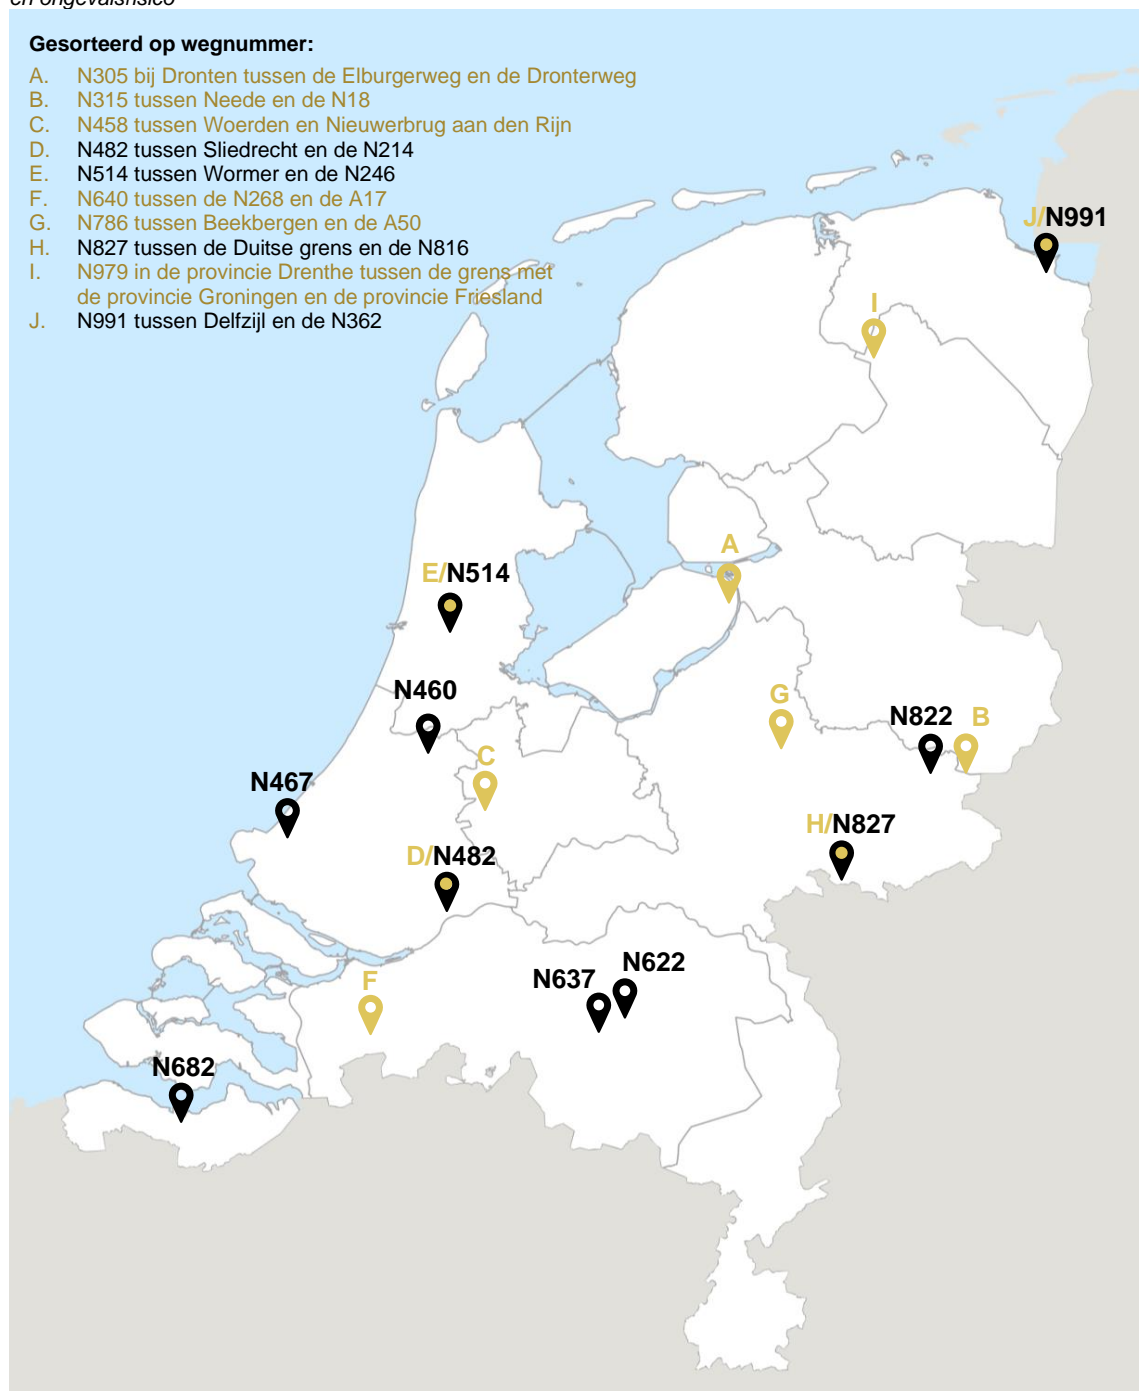 en ongevalsrisico
Gesorteerd op wegnummer:
A. N305 bij Dronten tussen de Elburgerweg en de Dronterweg
B. N315 tussen Neede en de N18
C. N458 tussen Woerden en Nieuwerbrug aan den Rijn
D. N482 tussen Sliedrecht en de N214
E. N514 tussen Wormer en de N246
F. N640 tussen de N268 en de A17
G. N786 tussen Beekbergen en de A50
H. N827 tussen de Duitse grens en de N816
I. N979 in de provincie Drenthe tussen de grens met
de provincie Groningen en de provincie Friesland
J. N991 tussen Delfzijl en de N362
J/N991
I
A
E/N514
N460
G
N822
B
C
N467
H/N827
D/N482
N622
N637
F
N682